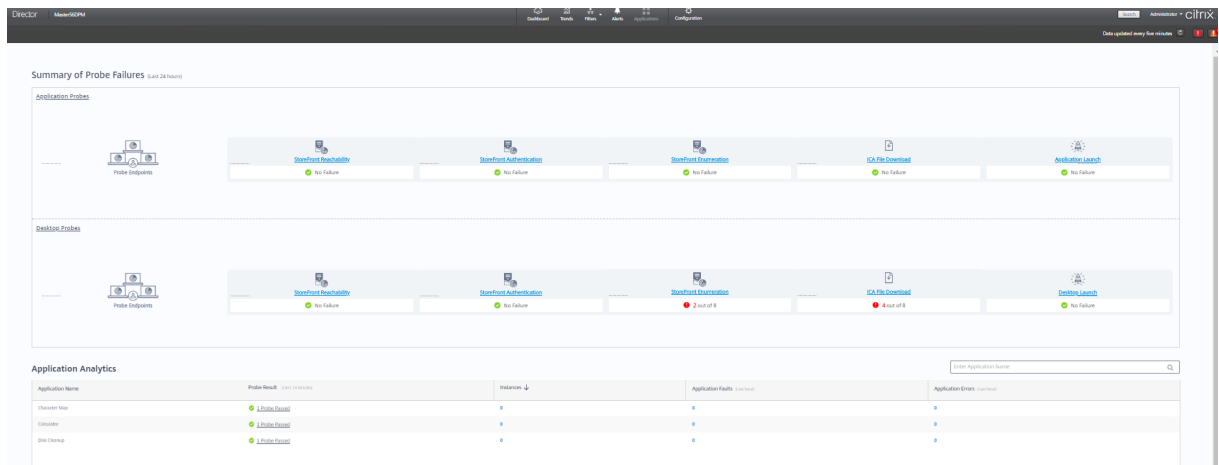 Director Master56DPM Dashboard Trends Filters Alerts Applications Configuration Search Administrator citrix
Data updated every five minutes
Summary of Probe Failures (Last 24 hours)
Application Probes
StoreFront Reachability StoreFront Authentication StoreFront Enumeration ICA File Download Application Launch
Probe Endpoints No Failure No Failure No Failure No Failure No Failure
Desktop Probes
StoreFront Reachability StoreFront Authentication StoreFront Enumeration ICA File Download Desktop Launch
Probe Endpoints No Failure No Failure 2 out of 8 4 out of 8 No Failure
Application Analytics Enter Application Name
Application Name Probe Result Instances Application Faults (Last hour) Application Errors (Last hour)
Character Map 1 Probe Passed 0 0 0
Calculator 1 Probe Passed 0 0 0
Disk Cleanup 1 Probe Passed 0 0 0